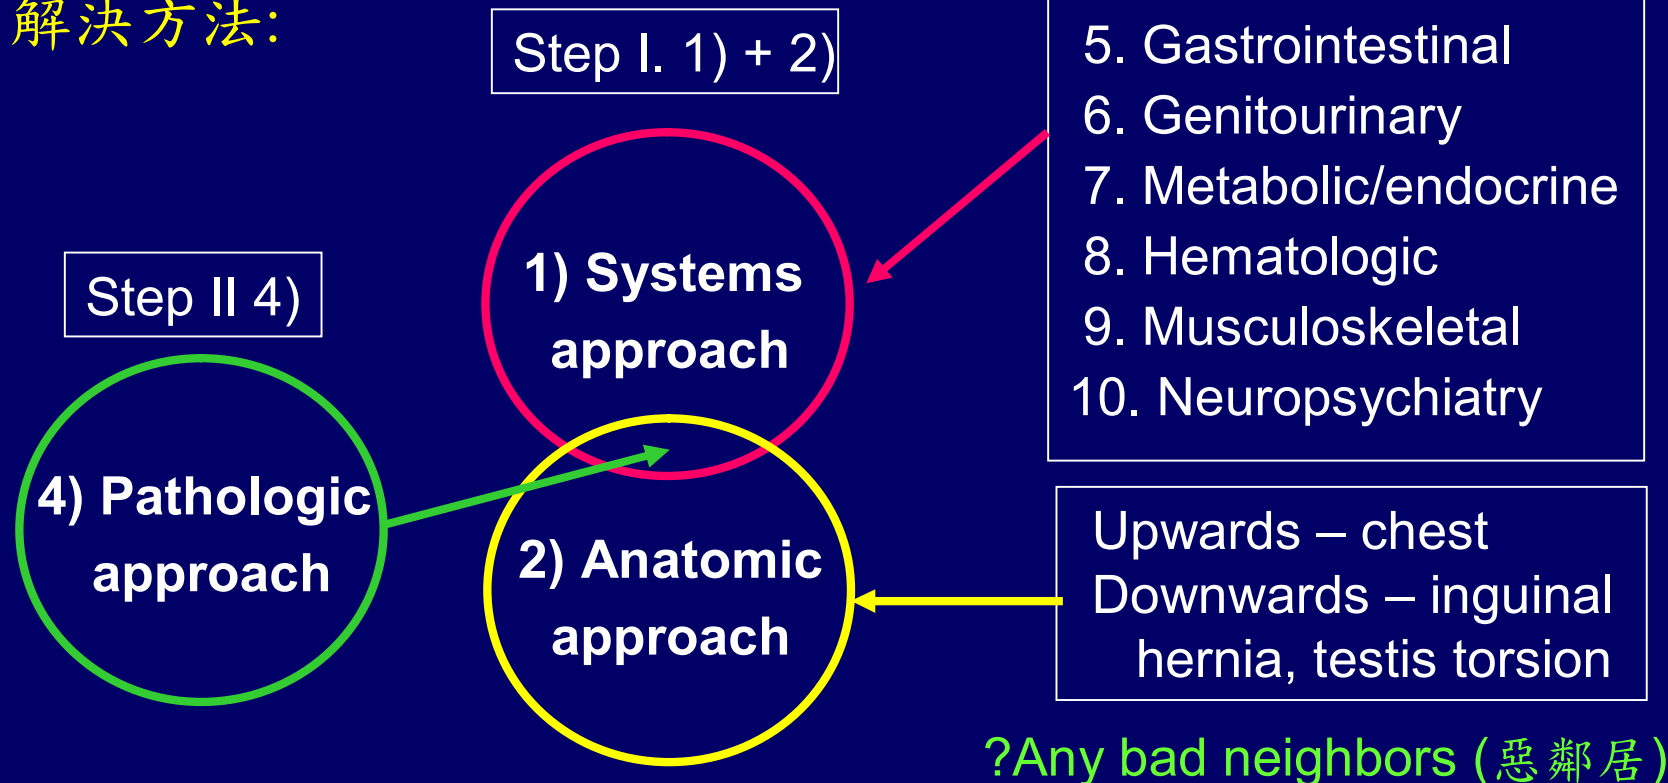 解決方法:
Step I. 1) + 2)
5. Gastrointestinal
6. Genitourinary
7. Metabolic/endocrine
8. Hematologic
9. Musculoskeletal
10. Neuropsychiatry
1) Systems
approach
Step II 4)
4) Pathologic
approach
2) Anatomic
approach
Upwards – chest
Downwards – inguinal
hernia, testis torsion
?Any bad neighbors (惡鄰居)